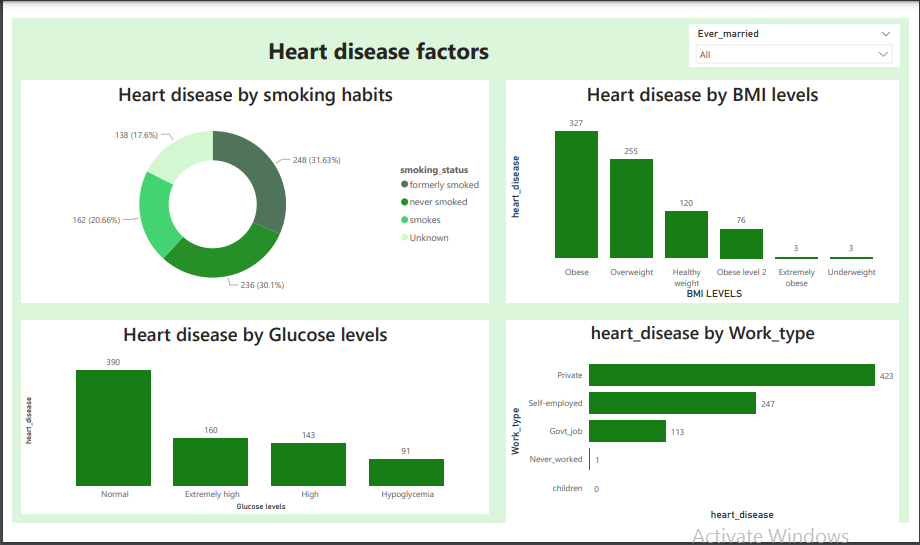 Heart disease factors
Ever_married
All
Heart disease by smoking habits
138 (17.6%)
248 (31.63%)
162 (20.66%)
236 (30.1%)
smoking_status
formerly smoked
never smoked
smokes
Unknown
Heart disease by BMI levels
heart_disease
327
255
120
76
3
3
Obese
Overweight
Healthy
weight
Obese level 2
Extremely
obese
Underweight
BMI LEVELS
Heart disease by Glucose levels
heart_disease
390
160
143
91
Normal
Extremely high
High
Hypoglycemia
Glucose levels
heart_disease by Work_type
Work_type
Private
423
Self-employed
247
Govt_job
113
Never_worked
1
children
0
heart_disease
Activate Windows